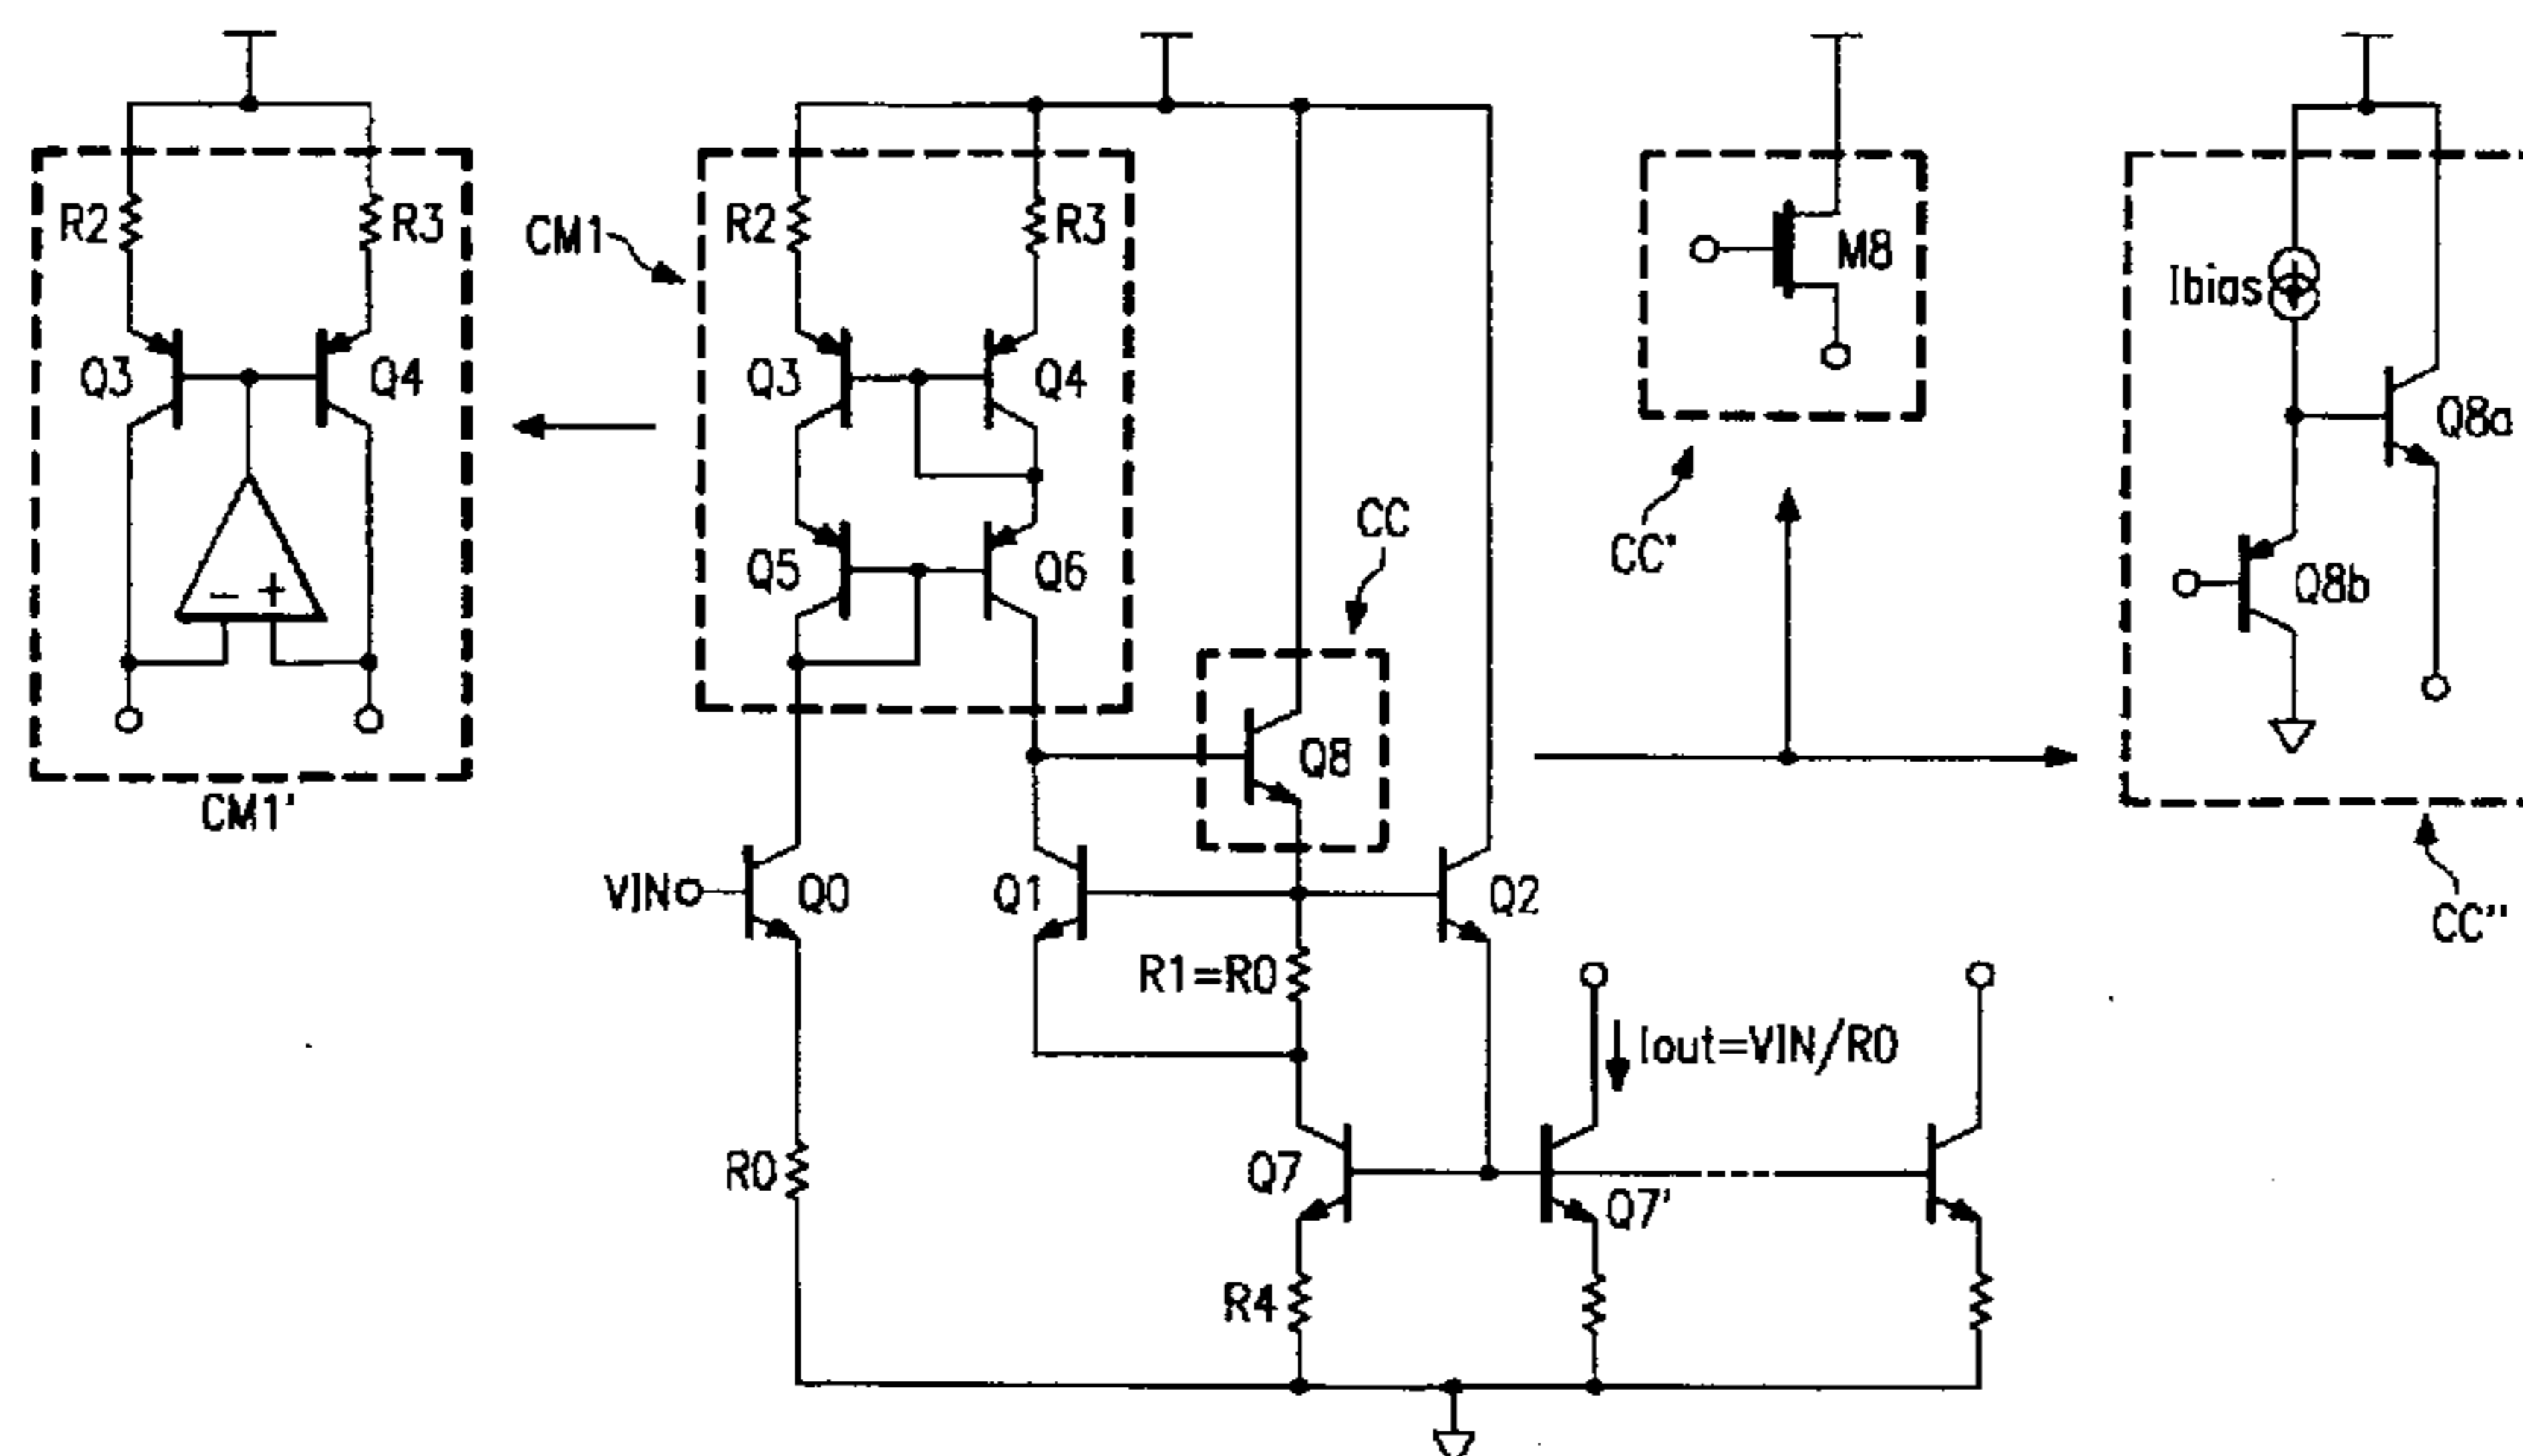 R2
R3
Q3
Q4
- +
CM1'
CM1
R2
R3
Q3
Q4
Q5
Q6
CC
Q8
VIN
Q0
Q1
Q2
R1=R0
Iout=VIN/R0
R0
Q7
Q7'
R4
M8
CC'
Ibias
Q8a
Q8b
CC"